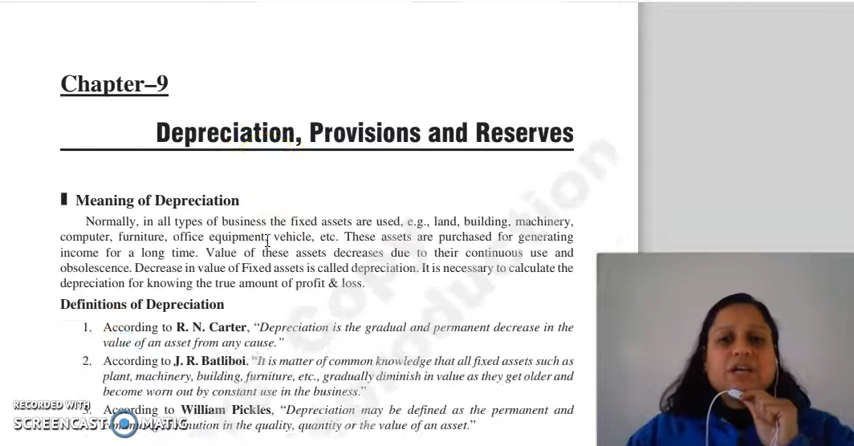 Chapter–9
Depreciation, Provisions and Reserves
Meaning of Depreciation
Normally, in all types of business the fixed assets are used, e.g., land, building, machinery,
computer, furniture, office equipment, vehicle, etc. These assets are purchased for generating
income for a long time. Value of these assets decreases due to their continuous use and
obsolescence. Decrease in value of Fixed assets is called depreciation. It is necessary to calculate the
depreciation for knowing the true amount of profit & loss.
Definitions of Depreciation
1. According to R. N. Carter, “Depreciation is the gradual and permanent decrease in the
value of an asset from any cause.”
2. According to J. R. Batliboi, “It is matter of common knowledge that all fixed assets such as
plant, machinery, building, furniture, etc., gradually diminish in value as they get older and
become worn out by constant use in the business.”
3. According to William Pickles, “Depreciation may be defined as the permanent and
in the quality, quantity or the value of an asset.”
RECORDED WITH
SCREENCAST MATIC